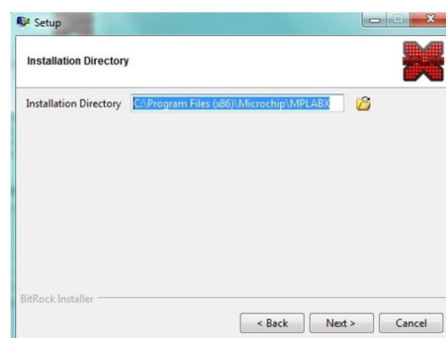 Setup
Installation Directory
Installation Directory C:\Program Files (x86)\Microchip\MPLABX
BitRock Installer
< Back Next > Cancel